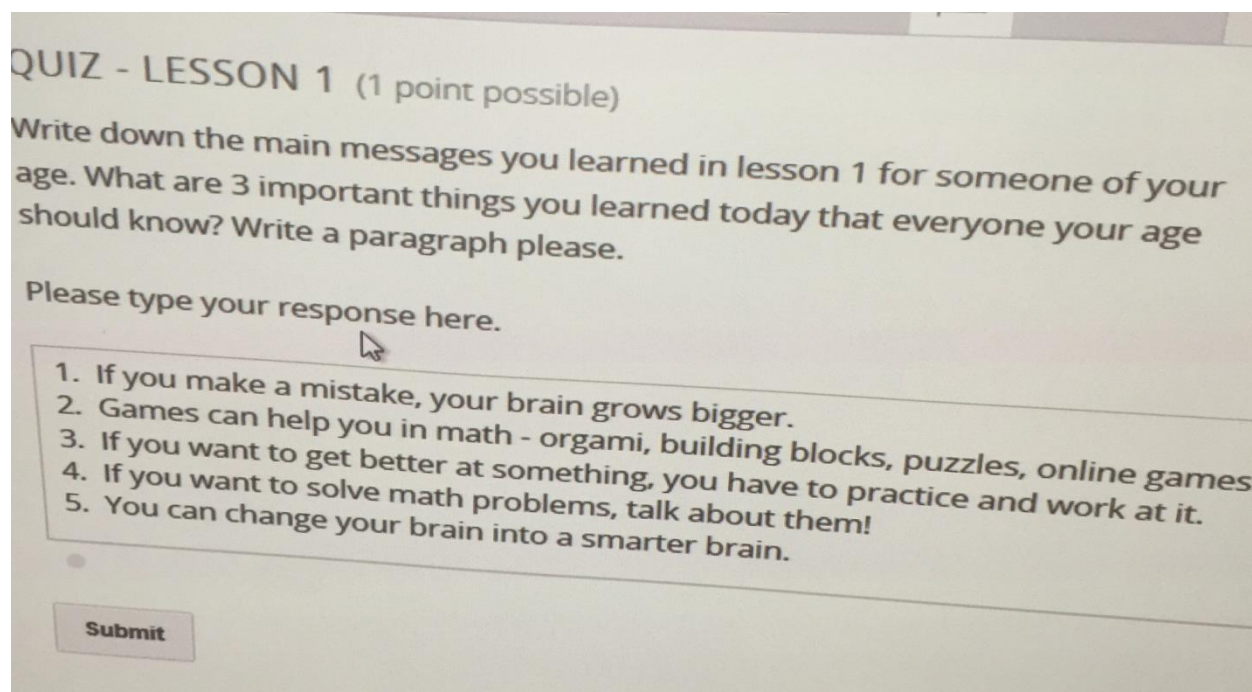 QUIZ - LESSON 1 (1 point possible)
Write down the main messages you learned in lesson 1 for someone of your
age. What are 3 important things you learned today that everyone your age
should know? Write a paragraph please.
Please type your response here.
1. If you make a mistake, your brain grows bigger.
2. Games can help you in math - orgami, building blocks, puzzles, online games
3. If you want to get better at something, you have to practice and work at it.
4. If you want to solve math problems, talk about them!
5. You can change your brain into a smarter brain.
Submit